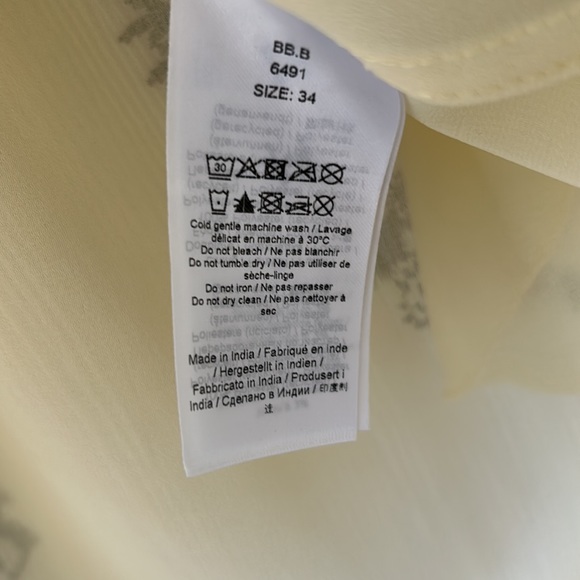 BB.B
6491
SIZE: 34
30
Cold gentle machine wash / Lavage
délicat en machine à 30°C
Do not bleach / Ne pas blanchir
Do not tumble dry / Ne pas utiliser de
sèche-linge
Do not iron / Ne pas repasser
Do not dry clean / Ne pas nettoyer à
sec
Made in India / Fabriqué en Inde
/ Hergestellt in Indien /
Fabbricato in India / Produsert i
India / Сделано в Индии / 印度制